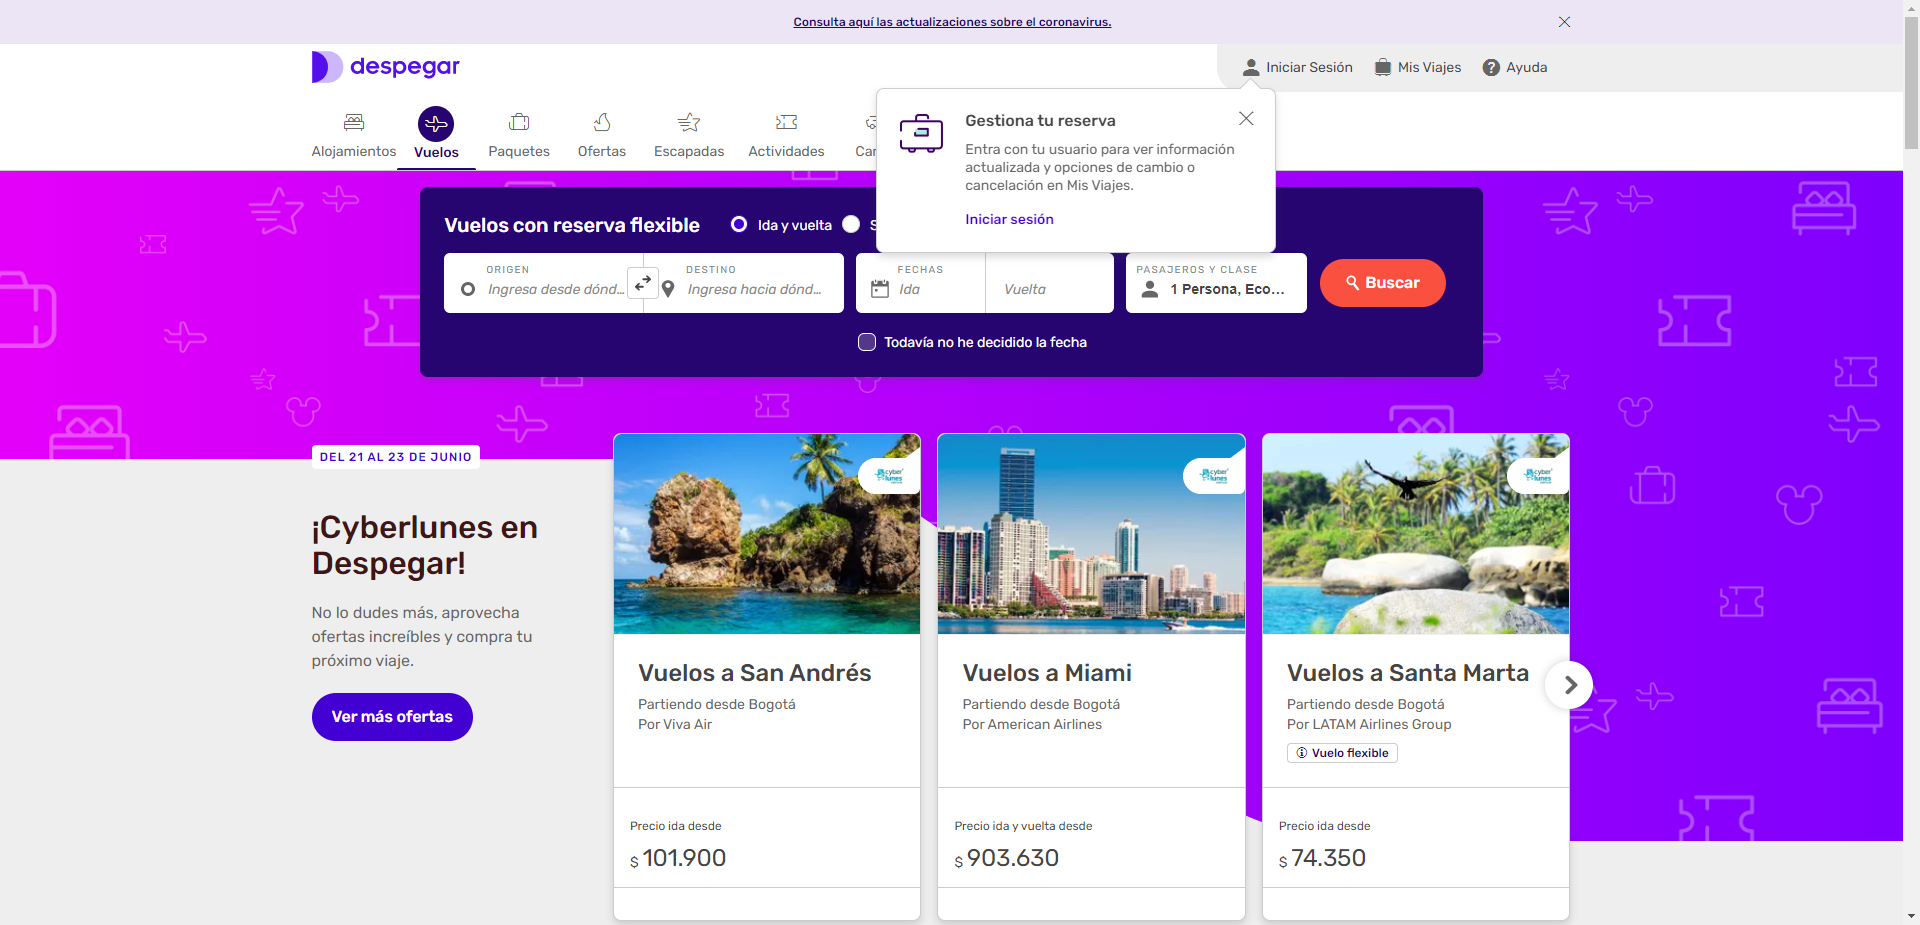 Consulta aquí las actualizaciones sobre el coronavirus.
despegar
Iniciar Sesión
Mis Viajes
Ayuda
Alojamientos
Vuelos
Paquetes
Ofertas
Escapadas
Actividades
Gestiona tu reserva
Entra con tu usuario para ver información
actualizada y opciones de cambio o
cancelación en Mis Viajes.
Iniciar sesión
Vuelos con reserva flexible
Ida y vuelta
ORIGEN
Ingresa desde dónd...
DESTINO
Ingresa hacia dónd...
FECHAS
Ida
Vuelta
PASAJEROS Y CLASE
1 Persona, Eco...
Buscar
Todavía no he decidido la fecha
DEL 21 AL 23 DE JUNIO
¡Cyberlunes en
Despegar!
No lo dudes más, aprovecha
ofertas increíbles y compra tu
próximo viaje.
Ver más ofertas
cyber
lunes
Vuelos a San Andrés
Partiendo desde Bogotá
Por Viva Air
Precio ida desde
$ 101.900
cyber
lunes
Vuelos a Miami
Partiendo desde Bogotá
Por American Airlines
Precio ida y vuelta desde
$ 903.630
cyber
lunes
Vuelos a Santa Marta
Partiendo desde Bogotá
Por LATAM Airlines Group
Vuelo flexible
Precio ida desde
$ 74.350